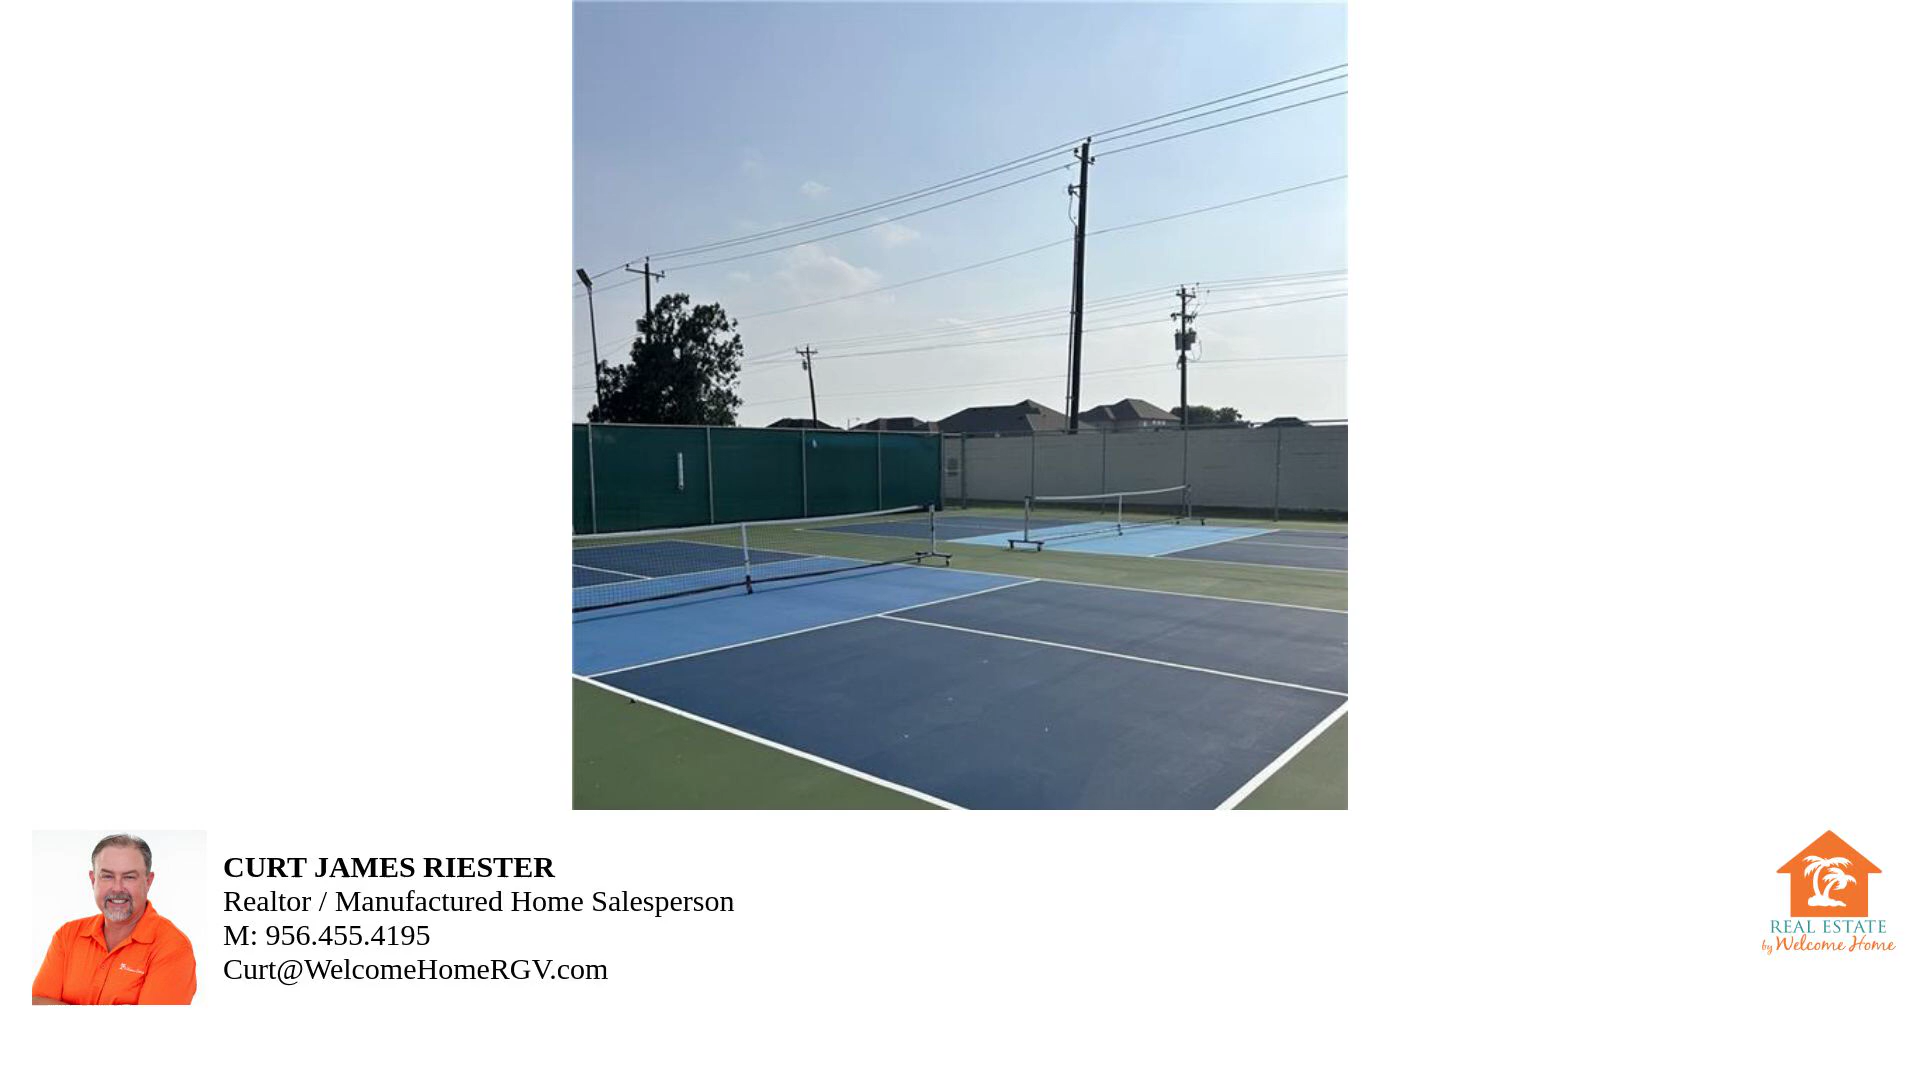 CURT JAMES RIESTER
Realtor / Manufactured Home Salesperson
M: 956.455.4195
Curt@WelcomeHomeRGV.com
REAL ESTATE
by Welcome Home